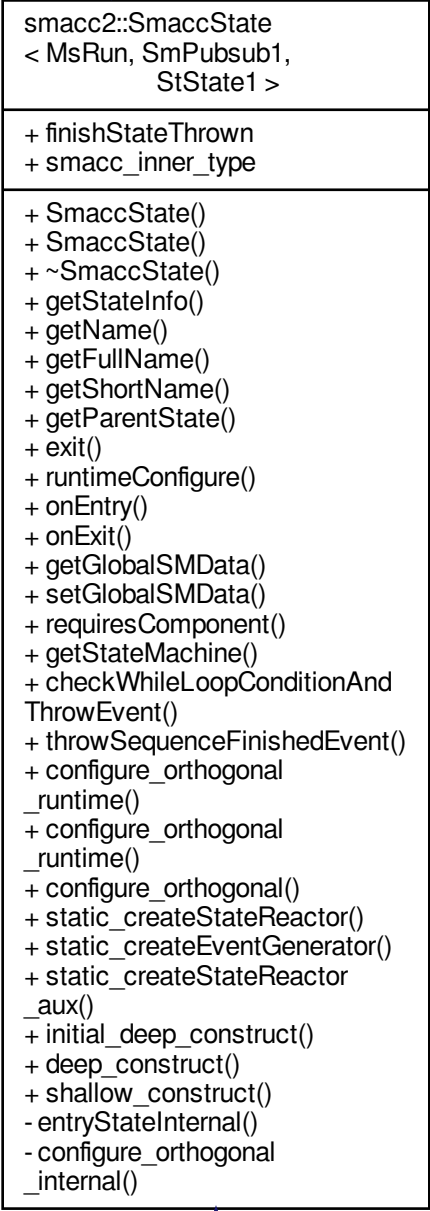 smacc2::SmaccState
< MsRun, SmPubsub1,
StState1 >
+ finishStateThrown
+ smacc_inner_type
+ SmaccState()
+ SmaccState()
+ ~SmaccState()
+ getStateInfo()
+ getName()
+ getFullName()
+ getShortName()
+ getParentState()
+ exit()
+ runtimeConfigure()
+ onEntry()
+ onExit()
+ getGlobalSMData()
+ setGlobalSMData()
+ requiresComponent()
+ getStateMachine()
+ checkWhileLoopConditionAnd
ThrowEvent()
+ throwSequenceFinishedEvent()
+ configure_orthogonal
_runtime()
+ configure_orthogonal
_runtime()
+ configure_orthogonal()
+ static_createStateReactor()
+ static_createEventGenerator()
+ static_createStateReactor
_aux()
+ initial_deep_construct()
+ deep_construct()
+ shallow_construct()
- entryStateInternal()
- configure_orthogonal
_internal()